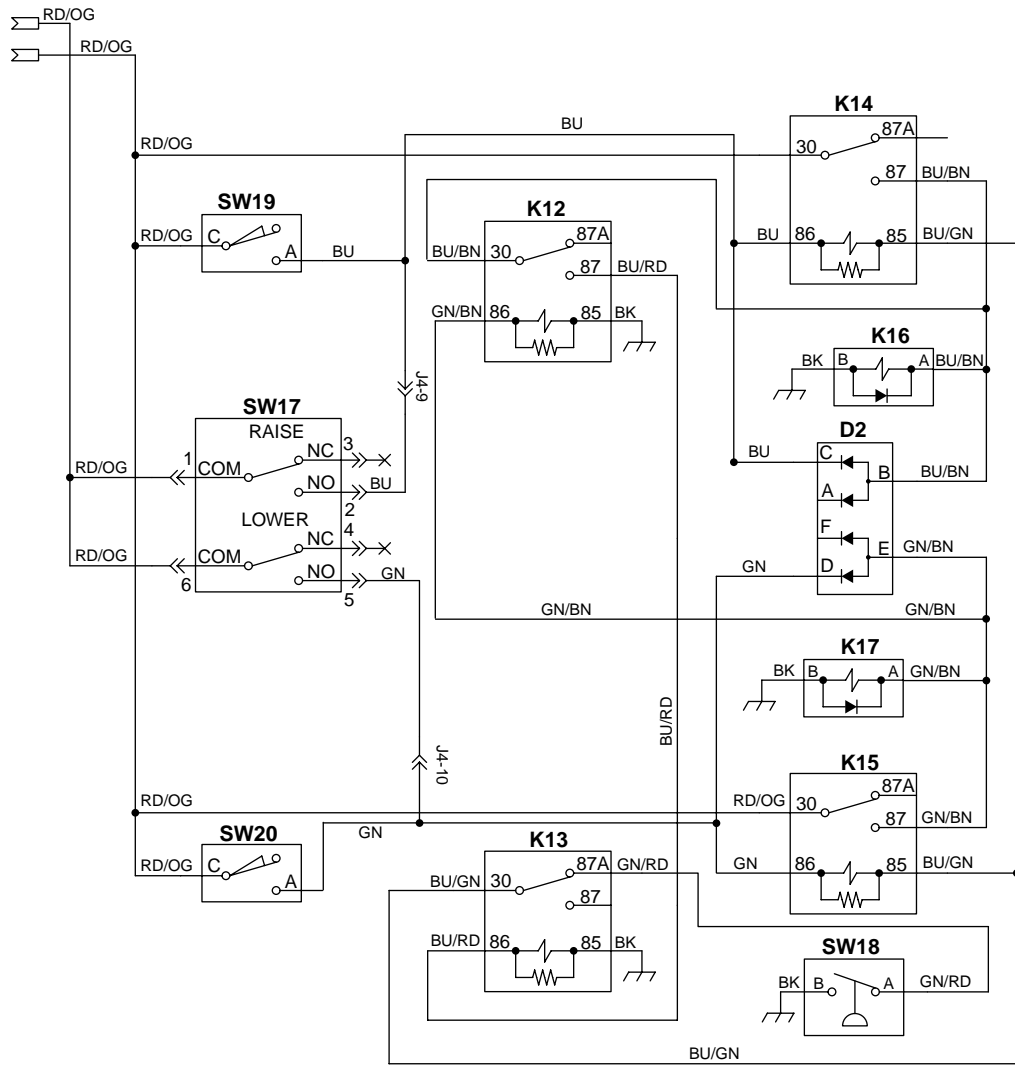 RD/OG
RD/OG
K14
BU
87A
RD/OG
30
87
BU/BN
SW19
K12
C
RD/OG
A
BU
87A
BU/BN
30
87
BU/RD
BU
86
85
BU/GN
GN/BN
86
85
BK
K16
BK
B
A
BU/BN
J4-9
SW17
RAISE
D2
1
NC
3
RD/OG
COM
BU
C
B
BU/BN
NO
BU
2
A
LOWER
4
NC
F
RD/OG
COM
E
GN/BN
6
NO
GN
5
GN
D
GN/BN
GN/BN
K17
BK
B
A
GN/BN
BU/RD
J4-10
K15
87A
RD/OG
RD/OG
30
87
GN/BN
SW20
GN
K13
RD/OG
C
A
87A
GN/RD
GN
86
85
BU/GN
BU/GN
30
87
BU/RD
86
85
BK
SW18
BK
B
A
GN/RD
BU/GN